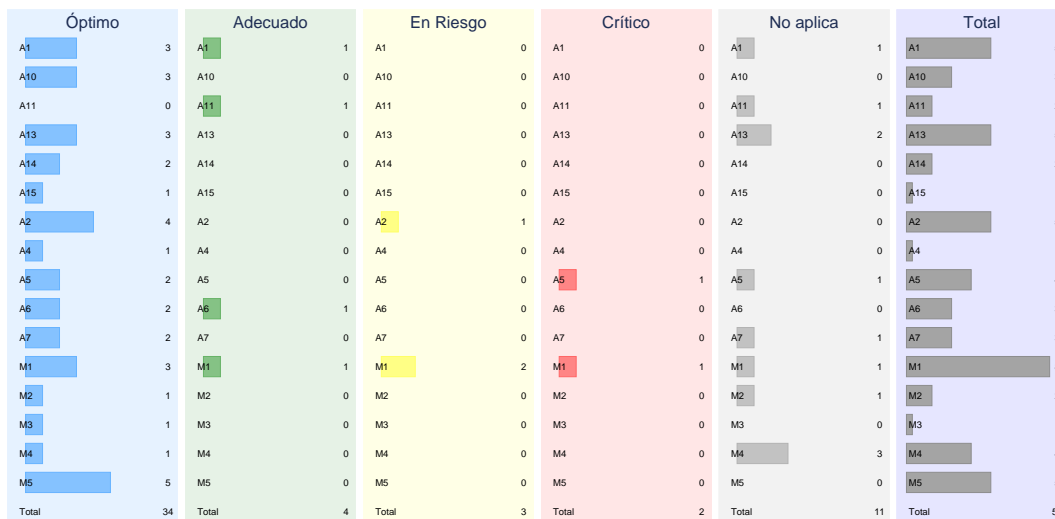 Óptimo Adecuado En Riesgo Crítico No aplica Total
A1 3 A1 1 A1 0 A1 0 A1 1 A1
A10 3 A10 0 A10 0 A10 0 A10 0 A10
A11 0 A11 1 A11 0 A11 0 A11 1 A11
A13 3 A13 0 A13 0 A13 0 A13 2 A13
A14 2 A14 0 A14 0 A14 0 A14 0 A14
A15 1 A15 0 A15 0 A15 0 A15 0 A15
A2 4 A2 0 A2 1 A2 0 A2 0 A2
A4 1 A4 0 A4 0 A4 0 A4 0 A4
A5 2 A5 0 A5 0 A5 1 A5 1 A5
A6 2 A6 1 A6 0 A6 0 A6 0 A6
A7 2 A7 0 A7 0 A7 0 A7 1 A7
M1 3 M1 1 M1 2 M1 1 M1 1 M1
M2 1 M2 0 M2 0 M2 0 M2 1 M2
M3 1 M3 0 M3 0 M3 0 M3 0 M3
M4 1 M4 0 M4 0 M4 0 M4 3 M4
M5 5 M5 0 M5 0 M5 0 M5 0 M5
Total 34 Total 4 Total 3 Total 2 Total 11 Total